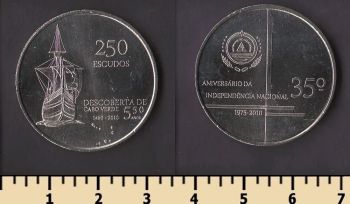 250
ESCUDOS
DESCOBERTA DE
CABO VERDE 550
1460 - 2010 ANOS
ANIVERSÁRIO DA
INDEPENDÊNCIA NACIONAL 35º
1975-2010
1 2 3 4 5 6 7